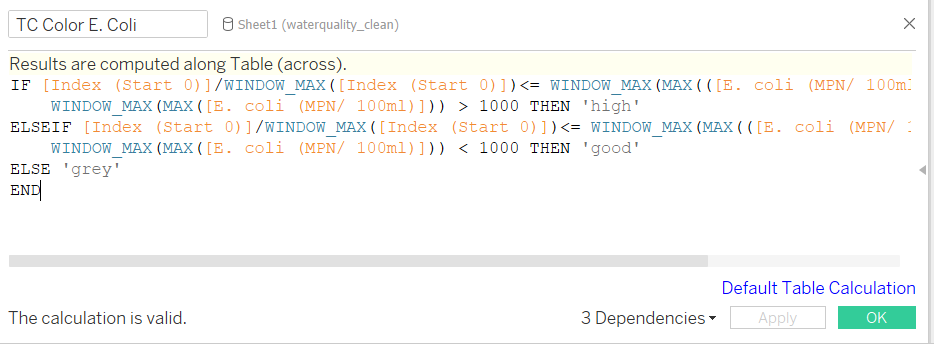 TC Color E. Coli
Sheet1 (waterquality_clean)
Results are computed along Table (across).
IF [Index (Start 0)]/WINDOW_MAX([Index (Start 0)])<= WINDOW_MAX(MAX(([E. coli (MPN/ 100ml
WINDOW_MAX(MAX([E. coli (MPN/ 100ml)])) > 1000 THEN 'high'
ELSEIF [Index (Start 0)]/WINDOW_MAX([Index (Start 0)])<= WINDOW_MAX(MAX(([E. coli (MPN/
WINDOW_MAX(MAX([E. coli (MPN/ 100ml)])) < 1000 THEN 'good'
ELSE 'grey'
END
Default Table Calculation
The calculation is valid.
3 Dependencies
Apply
OK